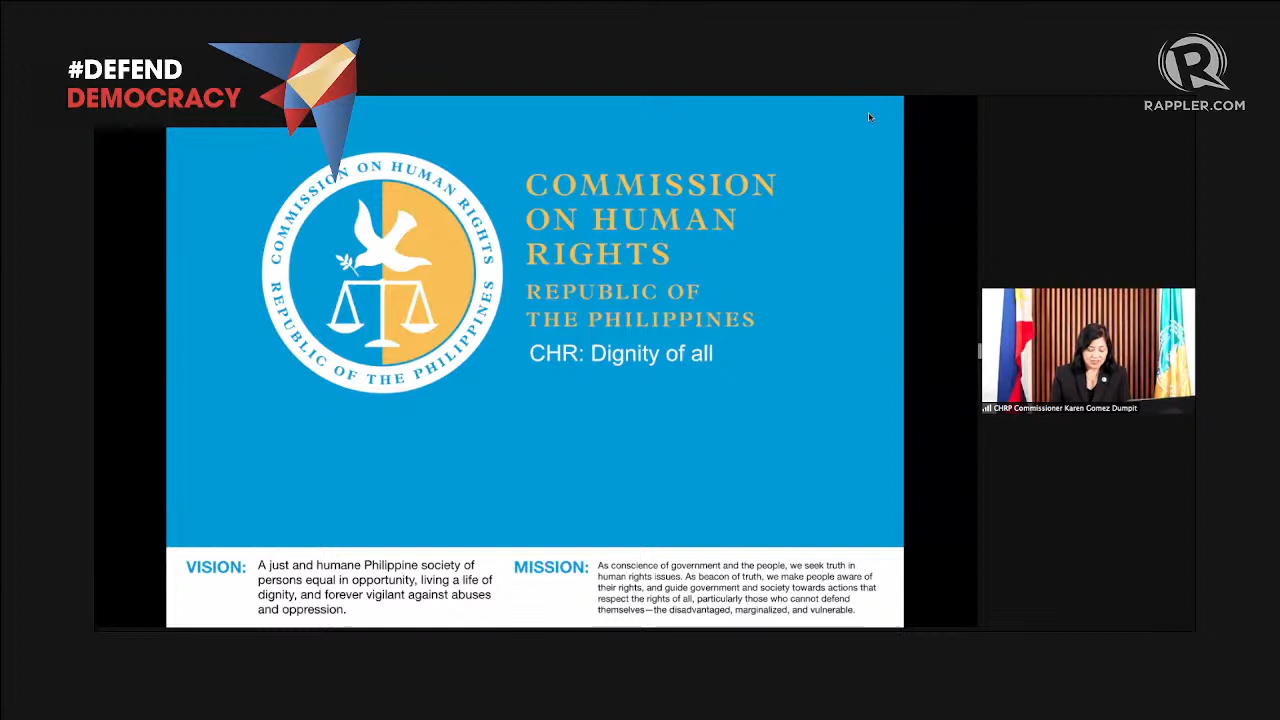 #DEFEND
DEMOCRACY
RAPPLER.COM
COMMISSION ON HUMAN RIGHTS
REPUBLIC OF THE PHILIPPINES
COMMISSION
ON HUMAN
RIGHTS
REPUBLIC OF
THE PHILIPPINES
CHR: Dignity of all
CHRP Commissioner Karen Gomez Dumpit
VISION:
A just and humane Philippine society of
persons equal in opportunity, living a life of
dignity, and forever vigilant against abuses
and oppression.
MISSION:
As conscience of government and the people, we seek truth in
human rights issues. As beacon of truth, we make people aware of
their rights, and guide government and society towards actions that
respect the rights of all, particularly those who cannot defend
themselves—the disadvantaged, marginalized, and vulnerable.